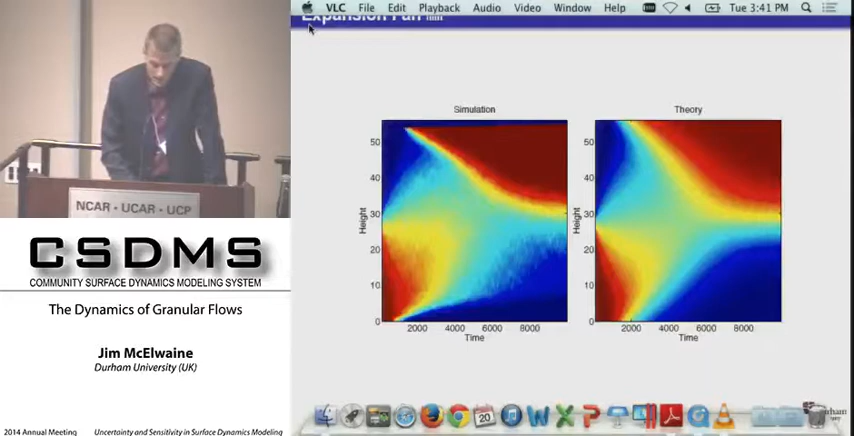 VLC File Edit Playback Audio Video Window Help Tue 3:41 PM
Expansion Fan
Simulation
Theory
50
40
30
20
10
0
Height
2000
4000
6000
8000
Time
50
40
30
20
10
0
Height
2000
4000
6000
8000
Time
NCAR • UCAR • UCP
CSDMS
COMMUNITY SURFACE DYNAMICS MODELING SYSTEM
The Dynamics of Granular Flows
Jim McElwaine
Durham University (UK)
2014 Annual Meeting
Uncertainty and Sensitivity in Surface Dynamics Modeling
20